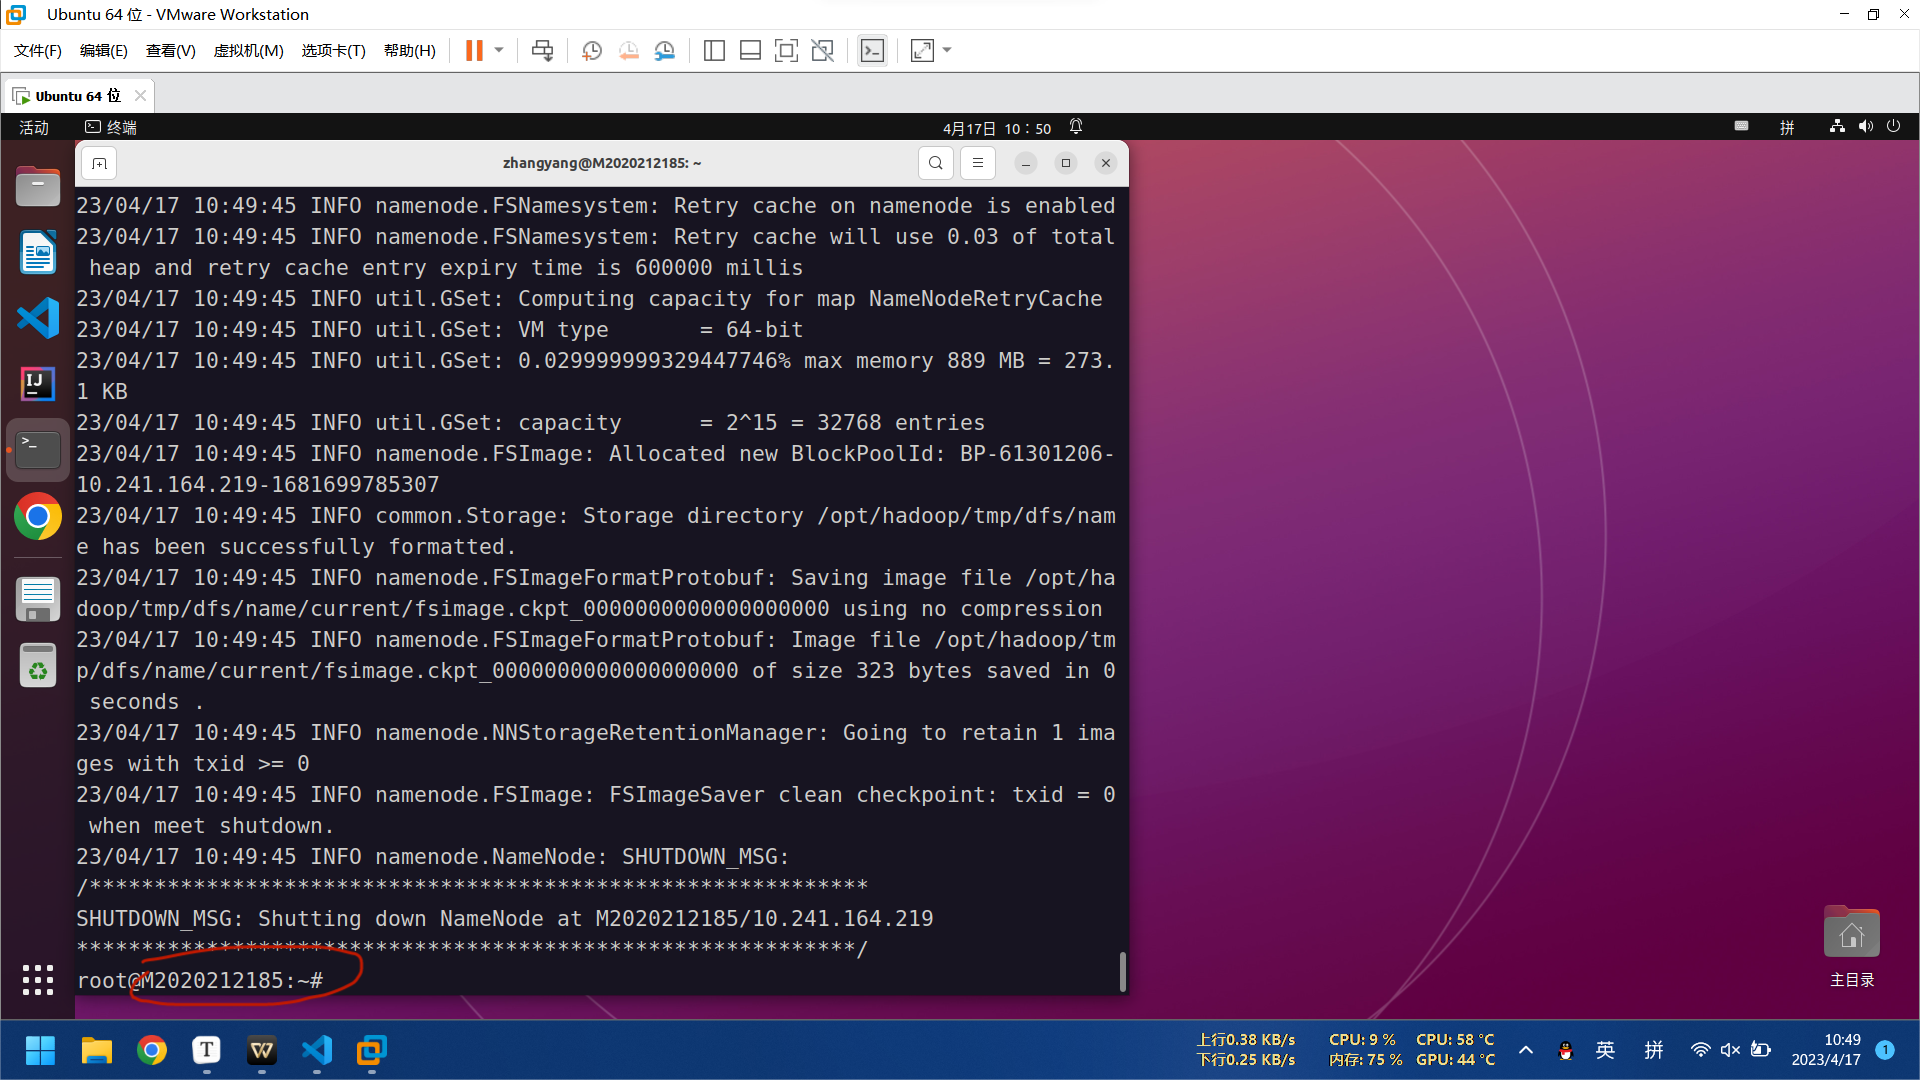 Ubuntu 64 位 - VMware Workstation
文件(F) 编辑(E) 查看(V) 虚拟机(M) 选项卡(T) 帮助(H)
Ubuntu 64 位
活动 终端 4月17日 10：50 拼
zhangyang@M2020212185: ~
23/04/17 10:49:45 INFO namenode.FSNamesystem: Retry cache on namenode is enabled
23/04/17 10:49:45 INFO namenode.FSNamesystem: Retry cache will use 0.03 of total
heap and retry cache entry expiry time is 600000 millis
23/04/17 10:49:45 INFO util.GSet: Computing capacity for map NameNodeRetryCache
23/04/17 10:49:45 INFO util.GSet: VM type       = 64-bit
23/04/17 10:49:45 INFO util.GSet: 0.029999999329447746% max memory 889 MB = 273.
1 KB
23/04/17 10:49:45 INFO util.GSet: capacity      = 2^15 = 32768 entries
23/04/17 10:49:45 INFO namenode.FSImage: Allocated new BlockPoolId: BP-61301206-
10.241.164.219-1681699785307
23/04/17 10:49:45 INFO common.Storage: Storage directory /opt/hadoop/tmp/dfs/nam
e has been successfully formatted.
23/04/17 10:49:45 INFO namenode.FSImageFormatProtobuf: Saving image file /opt/ha
doop/tmp/dfs/name/current/fsimage.ckpt_0000000000000000000 using no compression
23/04/17 10:49:45 INFO namenode.FSImageFormatProtobuf: Image file /opt/hadoop/tm
p/dfs/name/current/fsimage.ckpt_0000000000000000000 of size 323 bytes saved in 0
seconds .
23/04/17 10:49:45 INFO namenode.NNStorageRetentionManager: Going to retain 1 ima
ges with txid >= 0
23/04/17 10:49:45 INFO namenode.FSImage: FSImageSaver clean checkpoint: txid = 0
when meet shutdown.
23/04/17 10:49:45 INFO namenode.NameNode: SHUTDOWN_MSG:
/************************************************************
SHUTDOWN_MSG: Shutting down NameNode at M2020212185/10.241.164.219
************************************************************/
root@M2020212185:~#
主目录
上行0.38 KB/s CPU: 9 % CPU: 58 °C
下行0.25 KB/s 内存: 75 % GPU: 44 °C
英 拼
10:49
2023/4/17
1